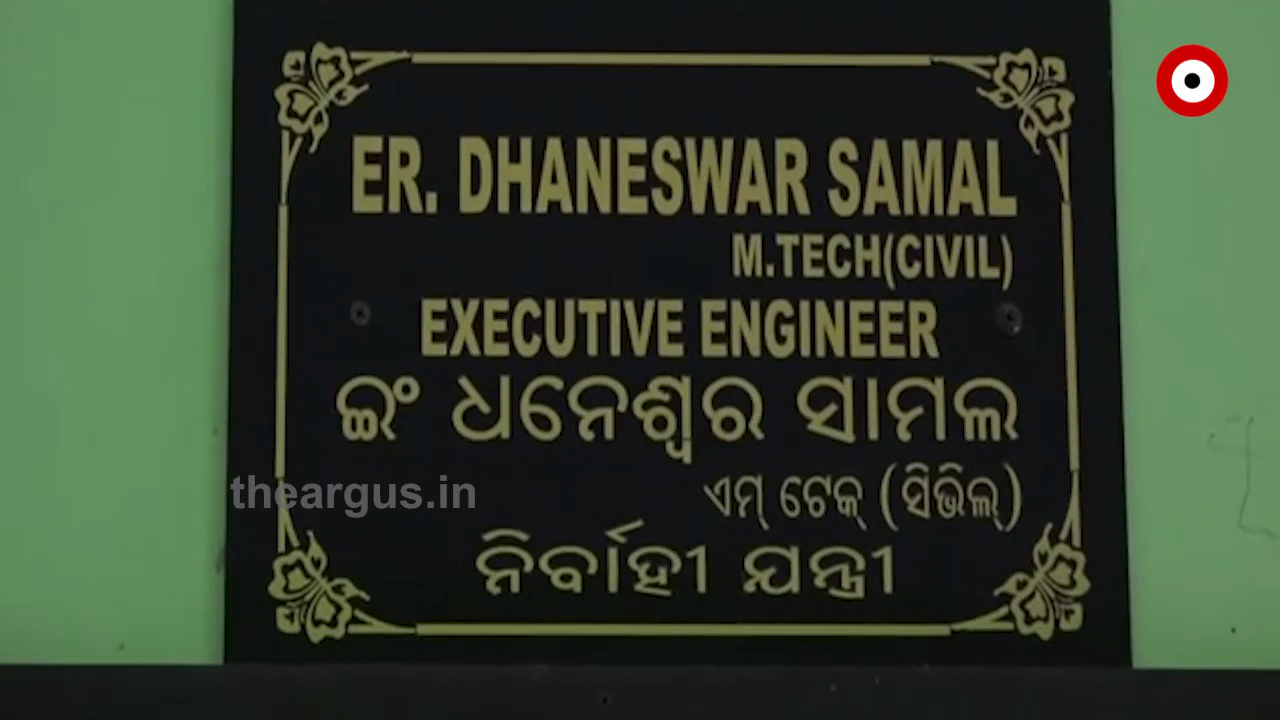 ER. DHANESWAR SAMAL
M.TECH(CIVIL)
EXECUTIVE ENGINEER
ଇଂ ଧନେଶ୍ୱର ସାମଲ
theargus.in
ଏମ୍ ଟେକ୍ (ସିଭିଲ୍)
ନିର୍ବାହୀ ଯନ୍ତ୍ରୀ